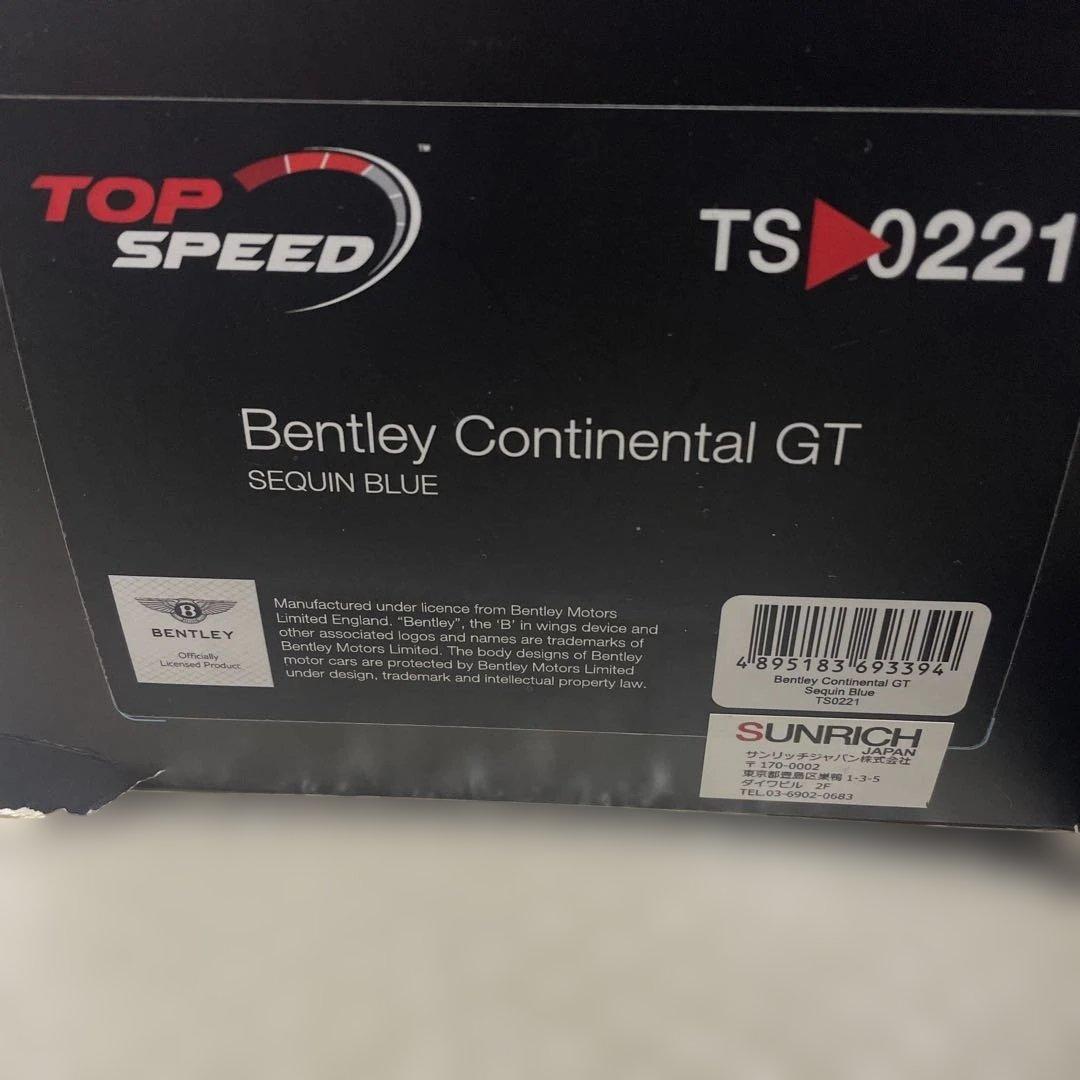 TOP
SPEED
™
TS 0221
Bentley Continental GT
SEQUIN BLUE
B
BENTLEY
Officially
Licensed Product
Manufactured under licence from Bentley Motors
Limited England. “Bentley”, the ‘B’ in wings device and
other associated logos and names are trademarks of
Bentley Motors Limited. The body designs of Bentley
motor cars are protected by Bentley Motors Limited
under design, trademark and intellectual property law.
4 895183 693394
Bentley Continental GT
Sequin Blue
TS0221
SUNRICH
JAPAN
サンリッチジャパン株式会社
〒170-0002
東京都豊島区巣鴨 1-3-5
ダイワビル 2F
TEL.03-6902-0683